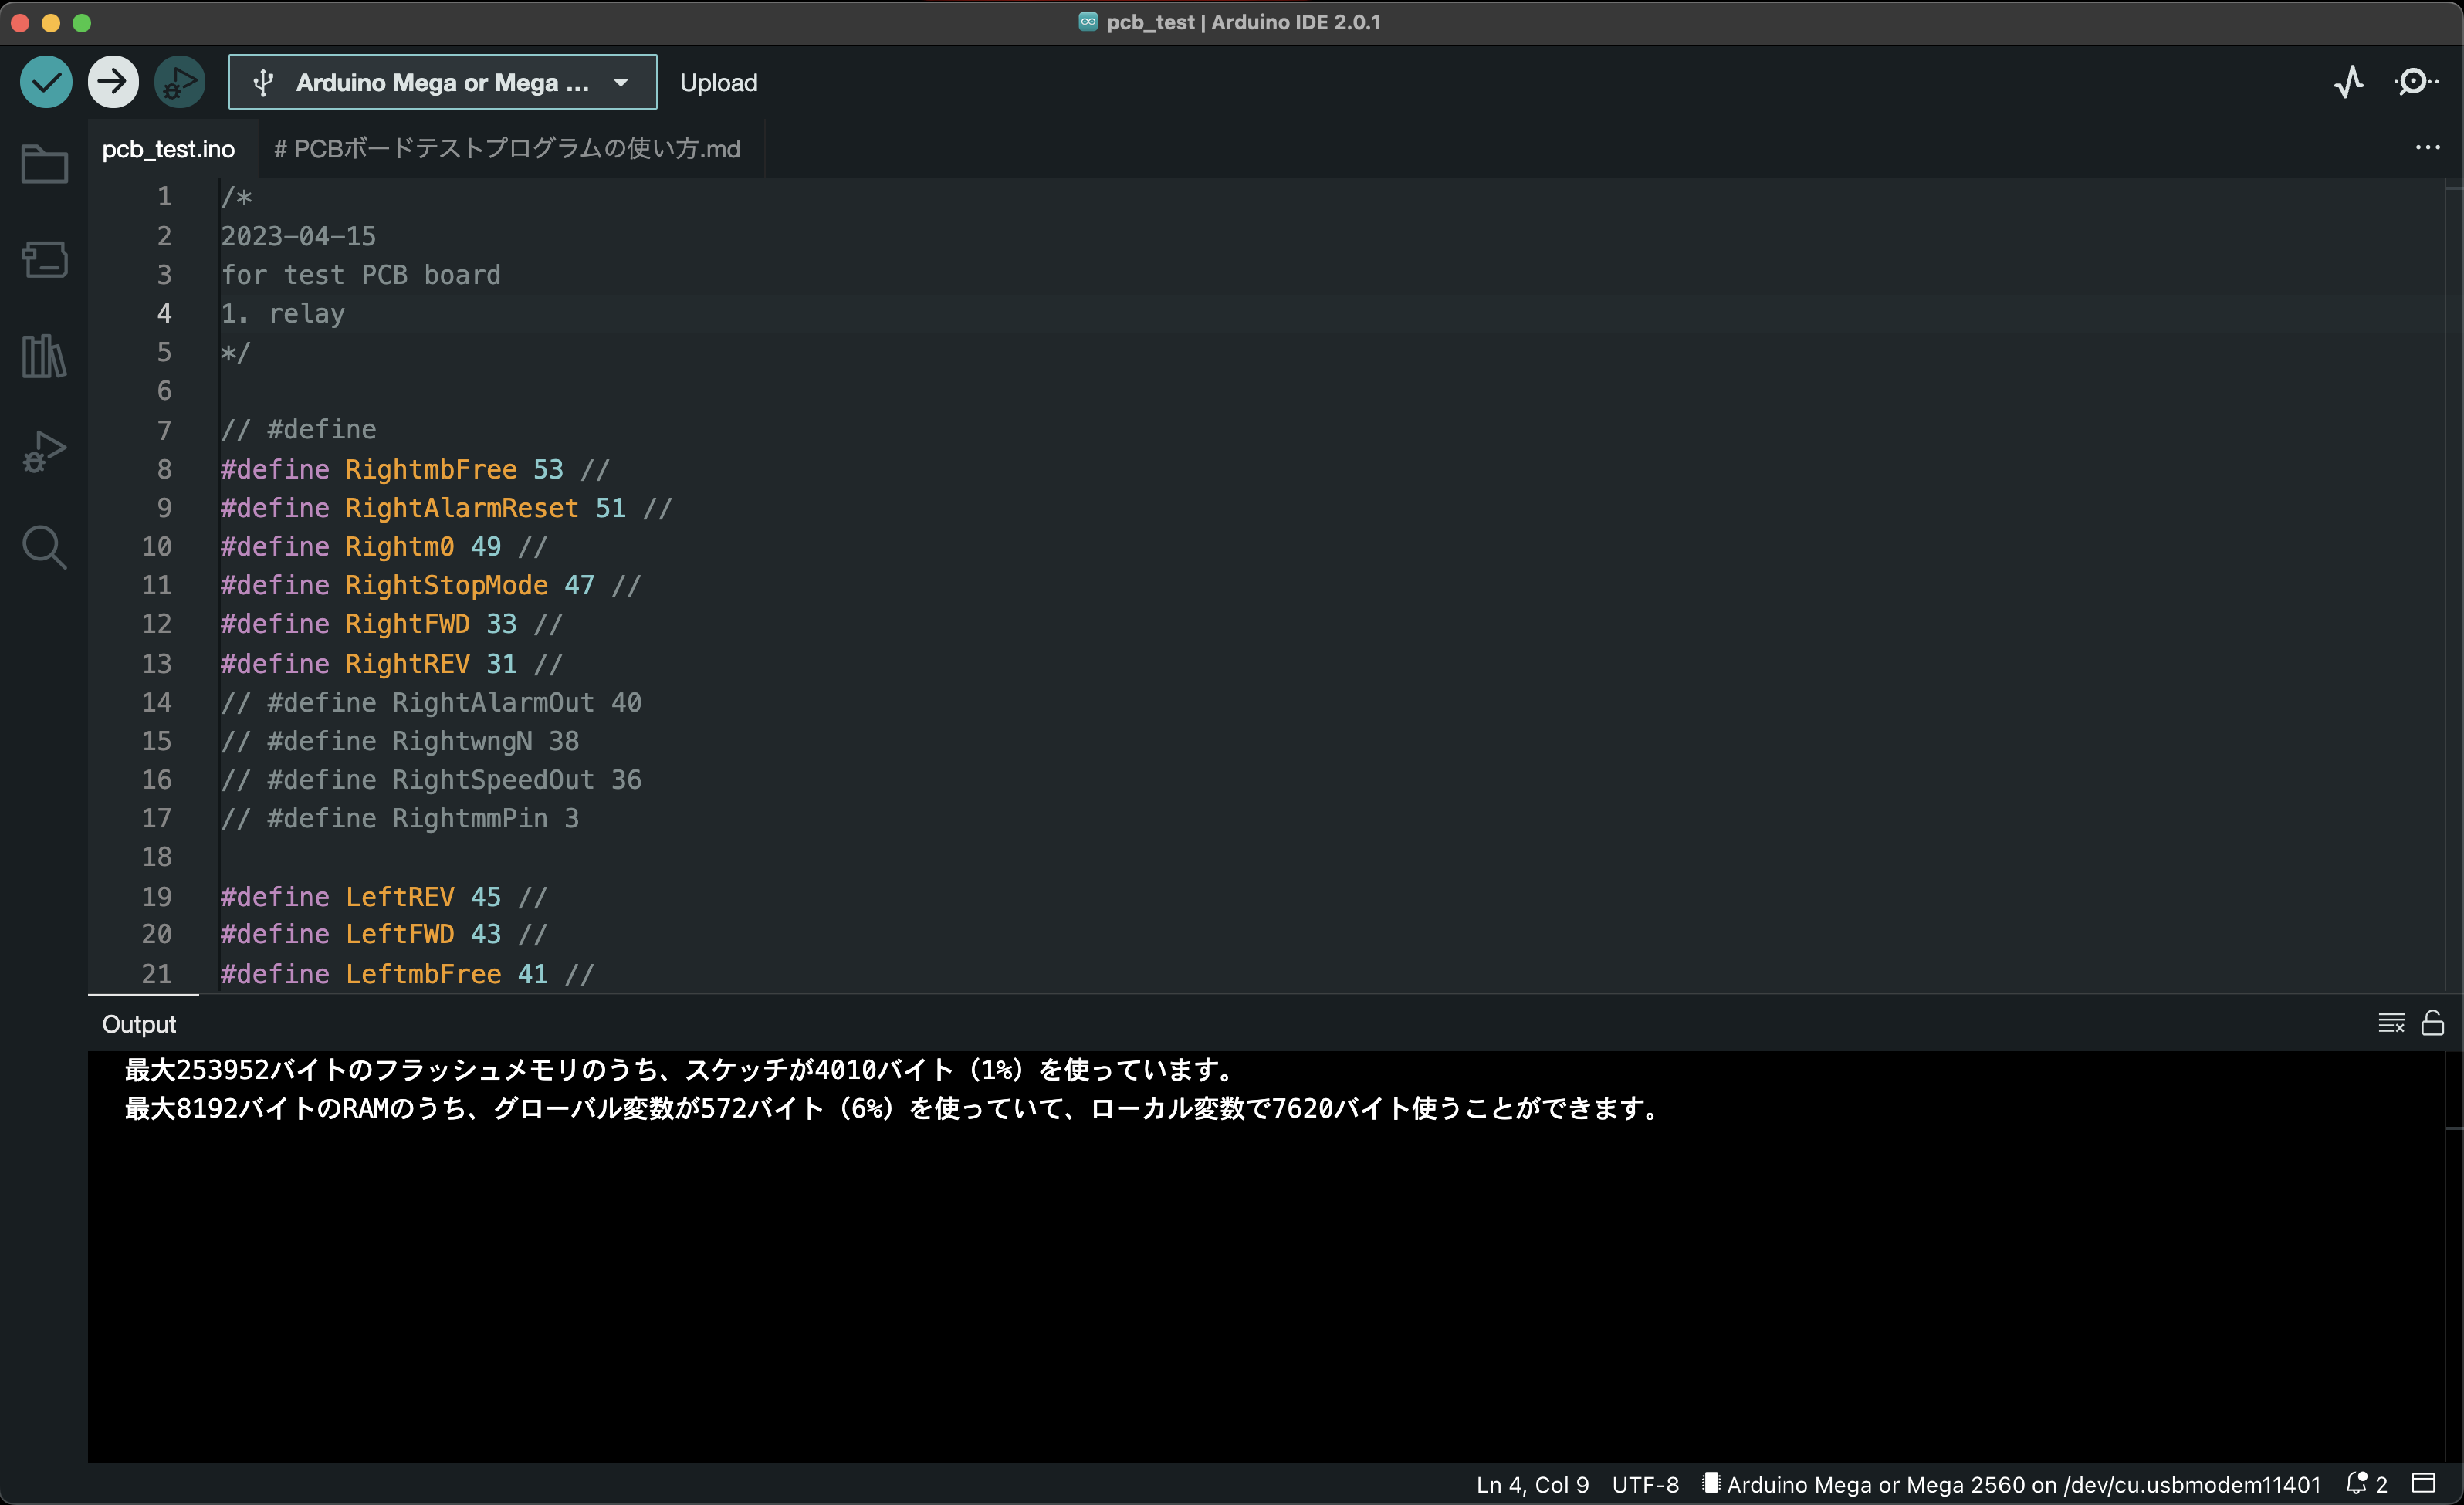 pcb_test | Arduino IDE 2.0.1
Arduino Mega or Mega ...
Upload
pcb_test.ino
# PCBボードテストプログラムの使い方.md
1 /*
2 2023-04-15
3 for test PCB board
4 1. relay
5 */
6
7 // #define
8 #define RightmbFree 53 //
9 #define RightAlarmReset 51 //
10 #define Rightm0 49 //
11 #define RightStopMode 47 //
12 #define RightFWD 33 //
13 #define RightREV 31 //
14 // #define RightAlarmOut 40
15 // #define RightwngN 38
16 // #define RightSpeedOut 36
17 // #define RightmmPin 3
18
19 #define LeftREV 45 //
20 #define LeftFWD 43 //
21 #define LeftmbFree 41 //
Output
最大253952バイトのフラッシュメモリのうち、スケッチが4010バイト（1%）を使っています。
最大8192バイトのRAMのうち、グローバル変数が572バイト（6%）を使っていて、ローカル変数で7620バイト使うことができます。
Ln 4, Col 9 UTF-8 Arduino Mega or Mega 2560 on /dev/cu.usbmodem11401 2